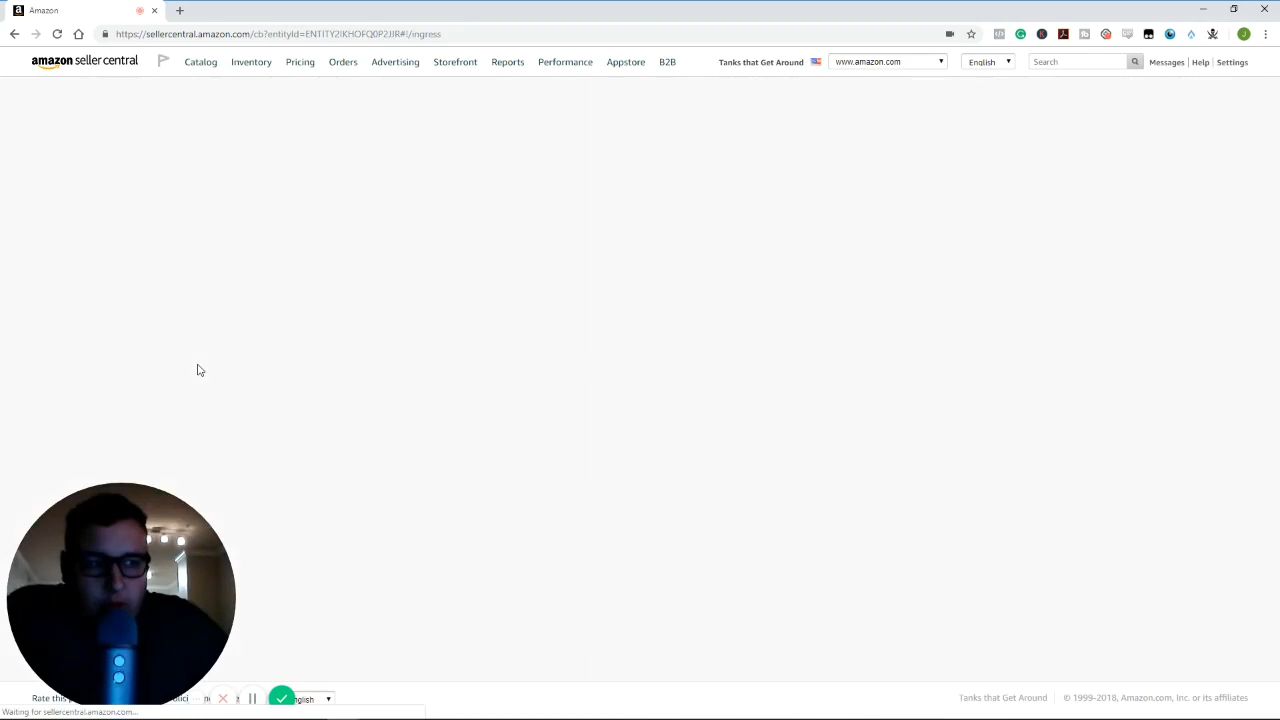 Amazon
https://sellercentral.amazon.com/cb?entityId=ENTITY2IKHOFQ0P2JJR#!/ingress
amazon seller central Catalog Inventory Pricing Orders Advertising Storefront Reports Performance Appstore B2B Tanks that Get Around www.amazon.com English Search Messages | Help | Settings
Rate this English Tanks that Get Around © 1999-2018, Amazon.com, Inc. or its affiliates
Waiting for sellercentral.amazon.com...